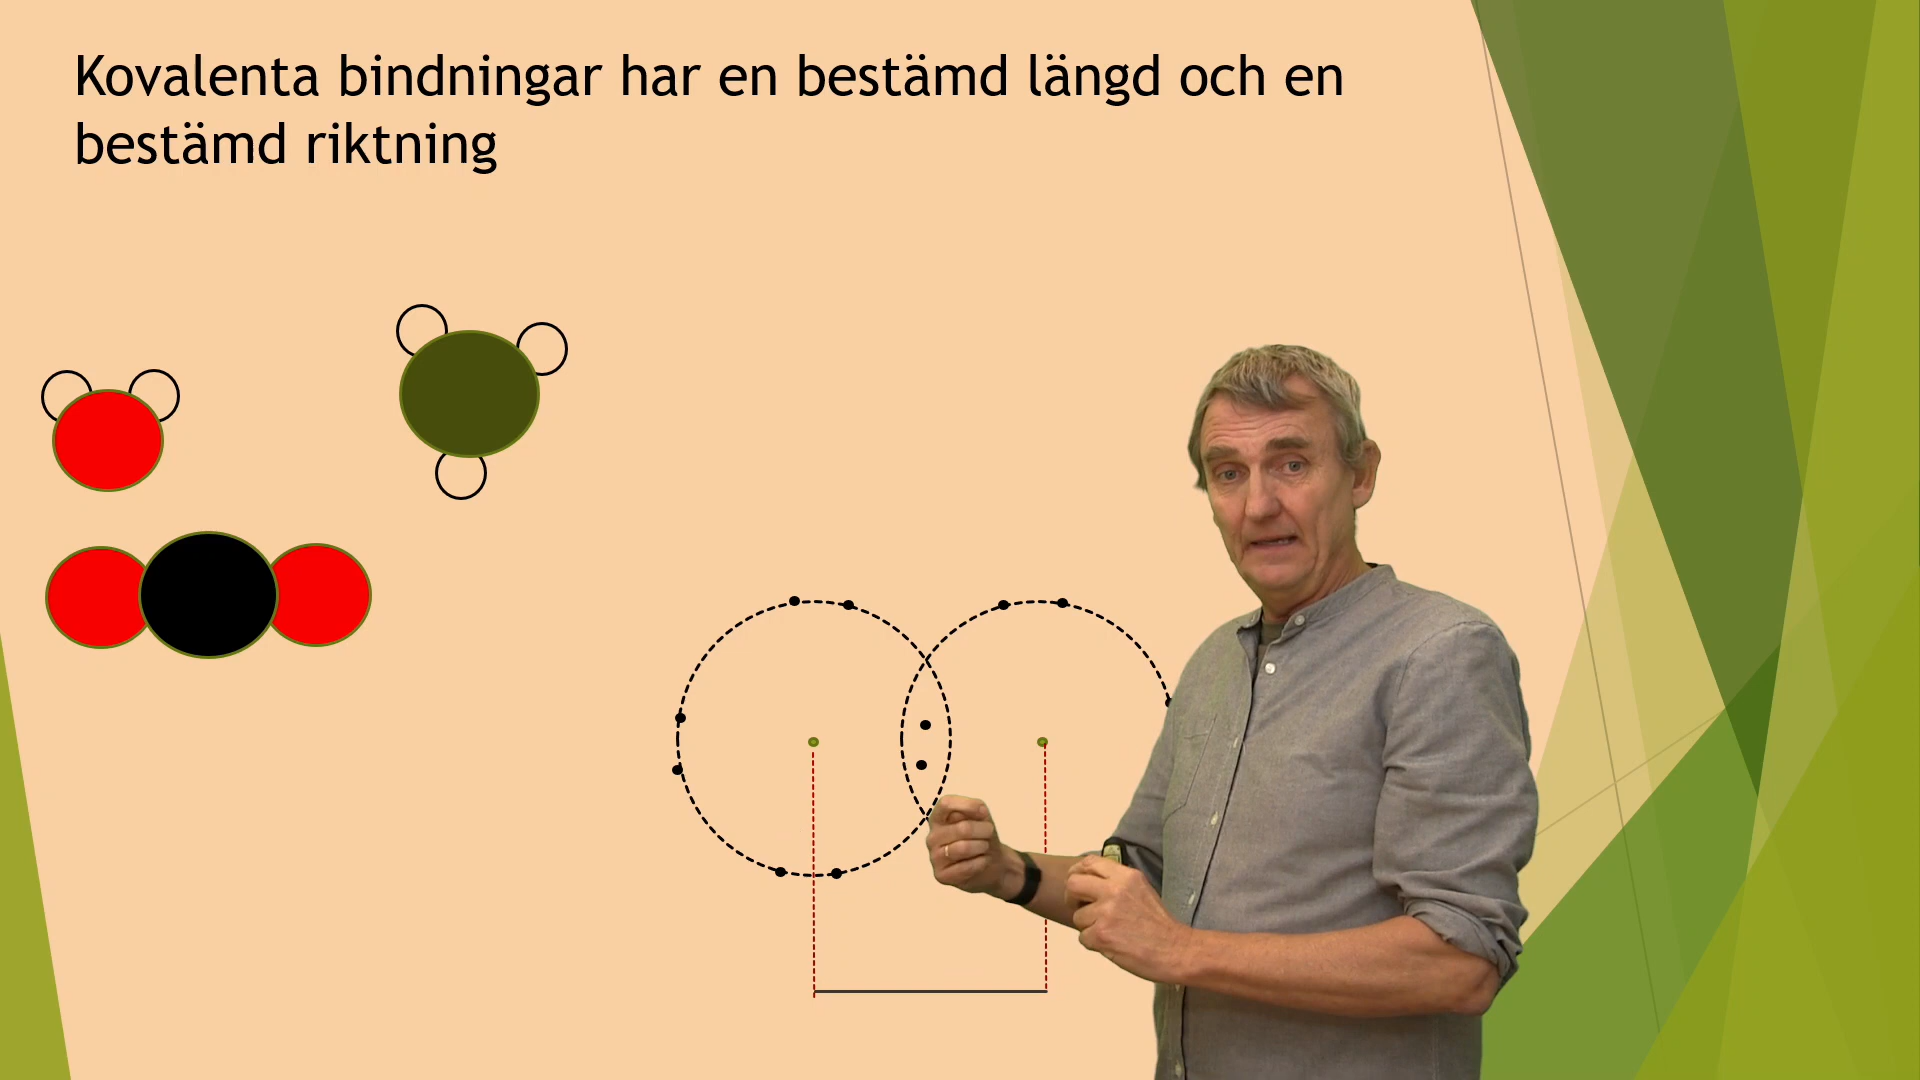 Kovalenta bindningar har en bestämd längd och en
bestämd riktning